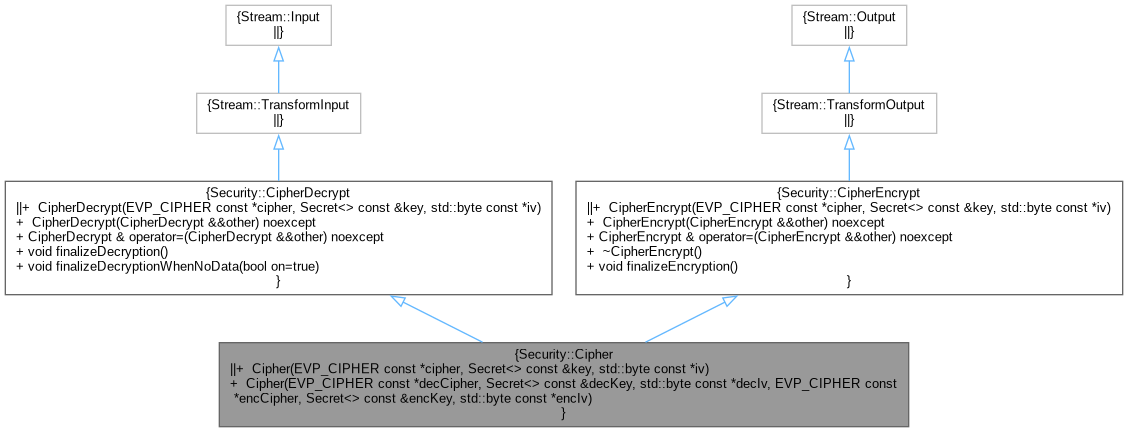 {Stream::Input
||}
{Stream::Output
||}
{Stream::TransformInput
||}
{Stream::TransformOutput
||}
{Security::CipherDecrypt
||+  CipherDecrypt(EVP_CIPHER const *cipher, Secret<> const &key, std::byte const *iv)
+  CipherDecrypt(CipherDecrypt &&other) noexcept
+ CipherDecrypt & operator=(CipherDecrypt &&other) noexcept
+ void finalizeDecryption()
+ void finalizeDecryptionWhenNoData(bool on=true)
}
{Security::CipherEncrypt
||+  CipherEncrypt(EVP_CIPHER const *cipher, Secret<> const &key, std::byte const *iv)
+  CipherEncrypt(CipherEncrypt &&other) noexcept
+ CipherEncrypt & operator=(CipherEncrypt &&other) noexcept
+  ~CipherEncrypt()
+ void finalizeEncryption()
}
{Security::Cipher
||+  Cipher(EVP_CIPHER const *cipher, Secret<> const &key, std::byte const *iv)
+  Cipher(EVP_CIPHER const *decCipher, Secret<> const &decKey, std::byte const *decIv, EVP_CIPHER const
*encCipher, Secret<> const &encKey, std::byte const *encIv)
}